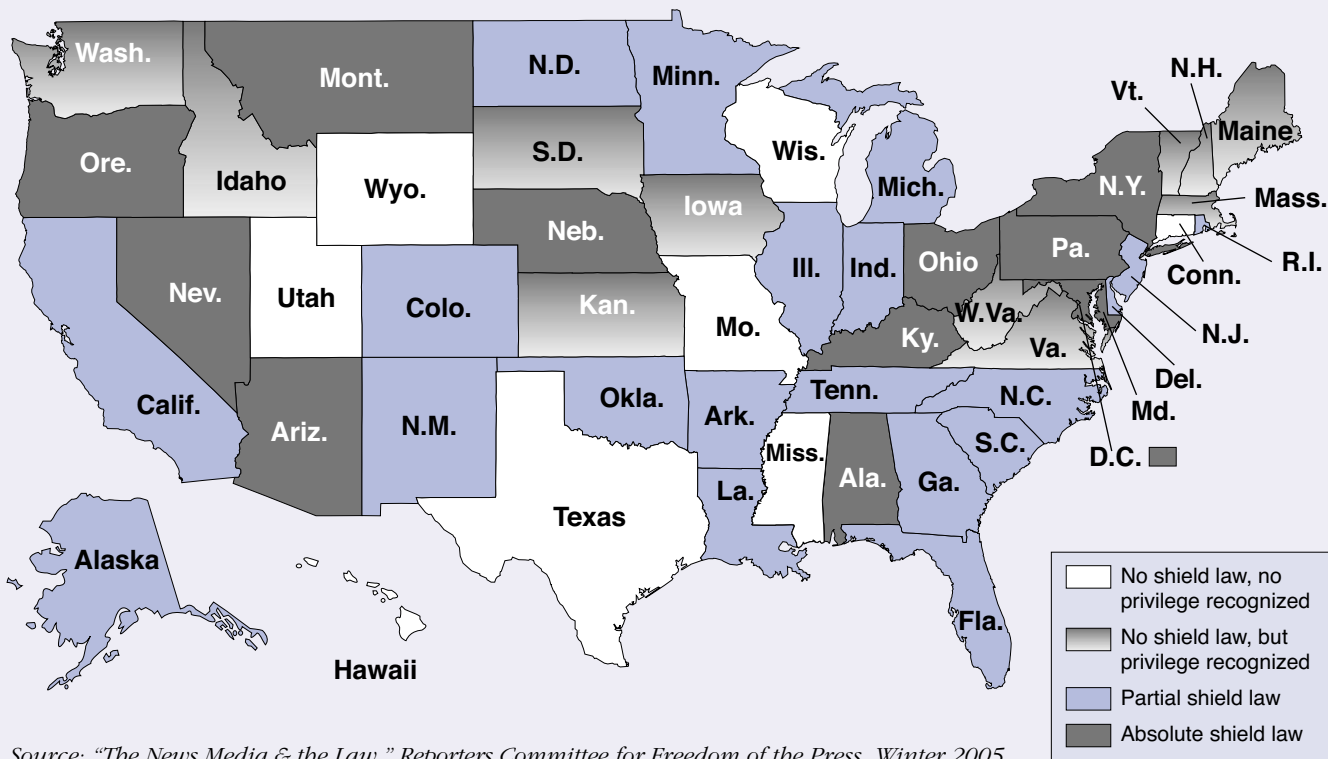 Wash.
Mont.
N.D.
Minn.
N.H.
Vt.
Maine
Ore.
Idaho
S.D.
Wis.
Mich.
N.Y.
Mass.
Wyo.
Iowa
Neb.
Ill.
Ind.
Ohio
Pa.
R.I.
Conn.
Nev.
Utah
Colo.
Kan.
Mo.
W.Va.
Ky.
Va.
N.J.
Del.
Md.
Calif.
Ariz.
N.M.
Okla.
Ark.
Tenn.
N.C.
S.C.
D.C.
Miss.
Ala.
Ga.
La.
Texas
Alaska
Fla.
Hawaii
No shield law, no
privilege recognized
No shield law, but
privilege recognized
Partial shield law
Absolute shield law
Source: “The News Media & the Law,” Reporters Committee for Freedom of the Press, Winter 2005